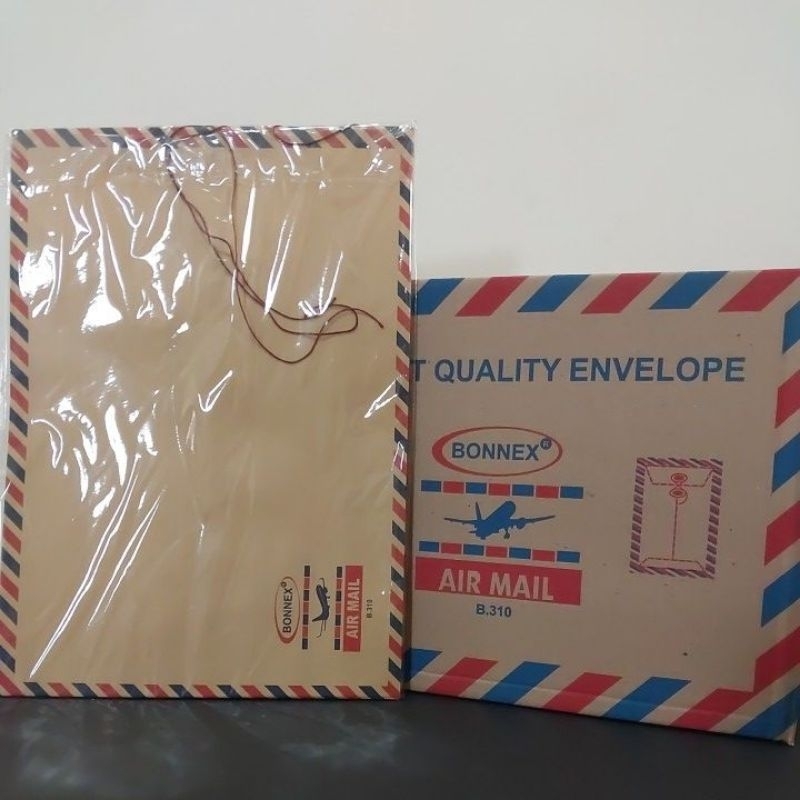 BONNEX
AIR MAIL
B.310
T QUALITY ENVELOPE
BONNEX®
AIR MAIL
B.310